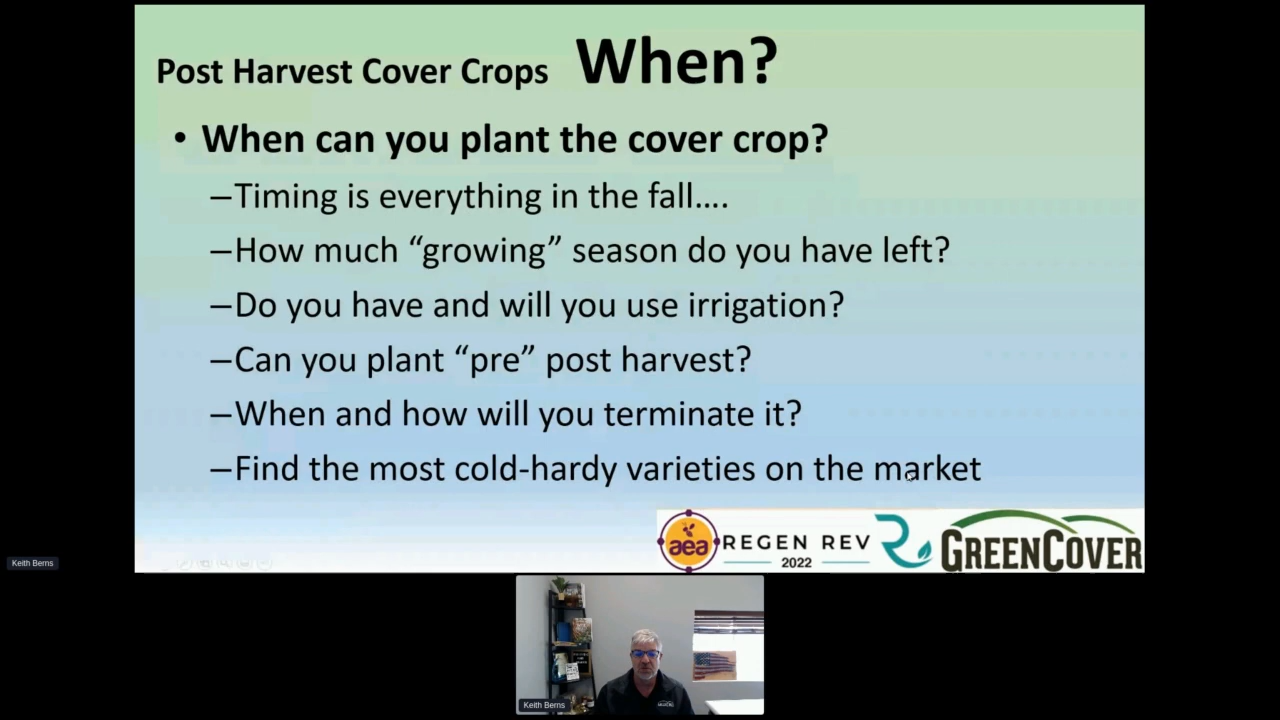 Post Harvest Cover Crops When?
• When can you plant the cover crop?
–Timing is everything in the fall....
–How much “growing” season do you have left?
–Do you have and will you use irrigation?
–Can you plant “pre” post harvest?
–When and how will you terminate it?
–Find the most cold-hardy varieties on the market
aea REGEN REV 2022 GREENCOVER
Keith Berns
Keith Berns